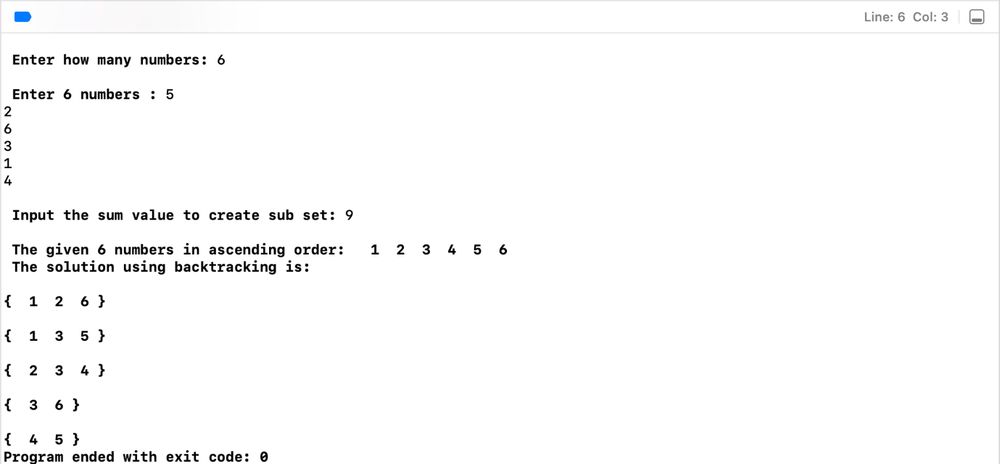 Line: 6 Col: 3
Enter how many numbers: 6
Enter 6 numbers : 5
2
6
3
1
4
Input the sum value to create sub set: 9
The given 6 numbers in ascending order:   1  2  3  4  5  6
The solution using backtracking is:
{  1  2  6 }
{  1  3  5 }
{  2  3  4 }
{  3  6 }
{  4  5 }
Program ended with exit code: 0